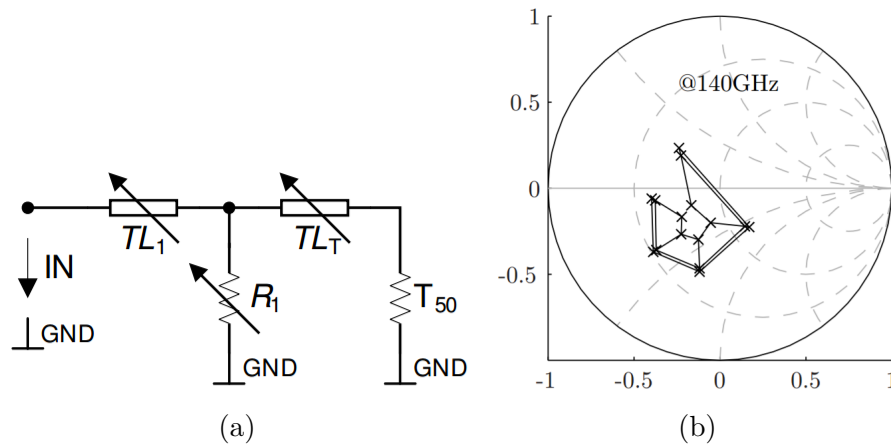 TL1
TLT
IN
R1
T50
GND
GND
GND
(a)
@140GHz
1
0.5
0
-0.5
-1
-0.5
0
0.5
1
(b)